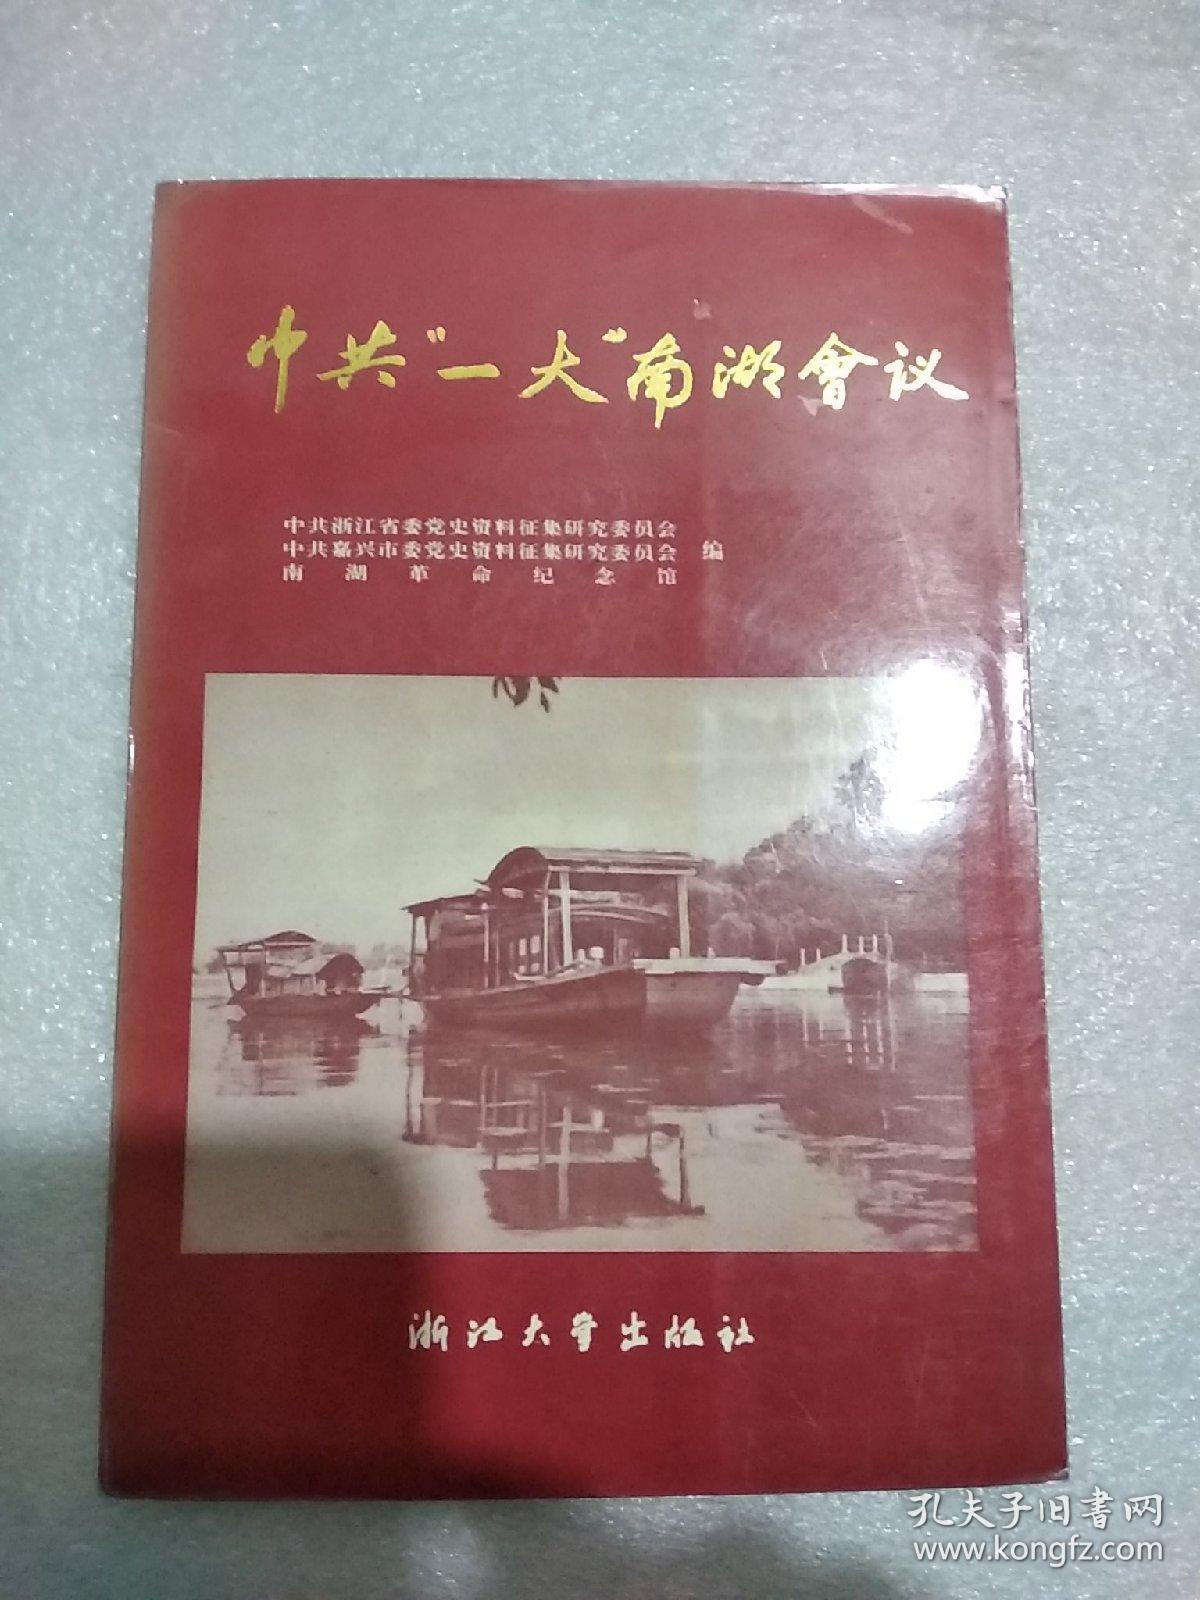 中共“一大”南湖會议
中共浙江省委党史资料征集研究委员会
中共嘉兴市委党史资料征集研究委员会 编
南湖革命纪念馆
浙江大学出版社
孔夫子旧书网
www.kongfz.com